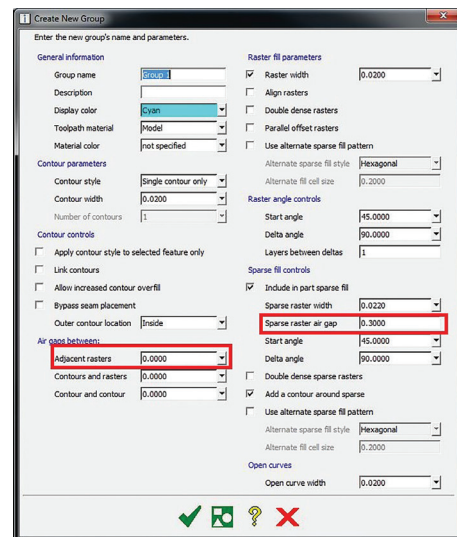 Create New Group
Enter the new group's name and parameters.
General information
Group name Group 1
Description
Display color Cyan
Toolpath material Model
Material color not specified
Contour parameters
Contour style Single contour only
Contour width 0.0200
Number of contours 1
Contour controls
Apply contour style to selected feature only
Link contours
Allow increased contour overfill
Bypass seam placement
Outer contour location Inside
Air gaps between:
Adjacent rasters 0.0000
Contours and rasters 0.0000
Contour and contour 0.0000
Raster fill parameters
Raster width 0.0200
Align rasters
Double dense rasters
Parallel offset rasters
Use alternate sparse fill pattern
Alternate sparse fill style Hexagonal
Alternate fill cell size 0.2000
Raster angle controls
Start angle 45.0000
Delta angle 90.0000
Layers between deltas 1
Sparse fill controls
Include in part sparse fill
Sparse raster width 0.0220
Sparse raster air gap 0.3000
Start angle 45.0000
Delta angle 90.0000
Double dense sparse rasters
Add a contour around sparse
Use alternate sparse fill pattern
Alternate sparse fill style Hexagonal
Alternate fill cell size 0.2000
Open curves
Open curve width 0.0200